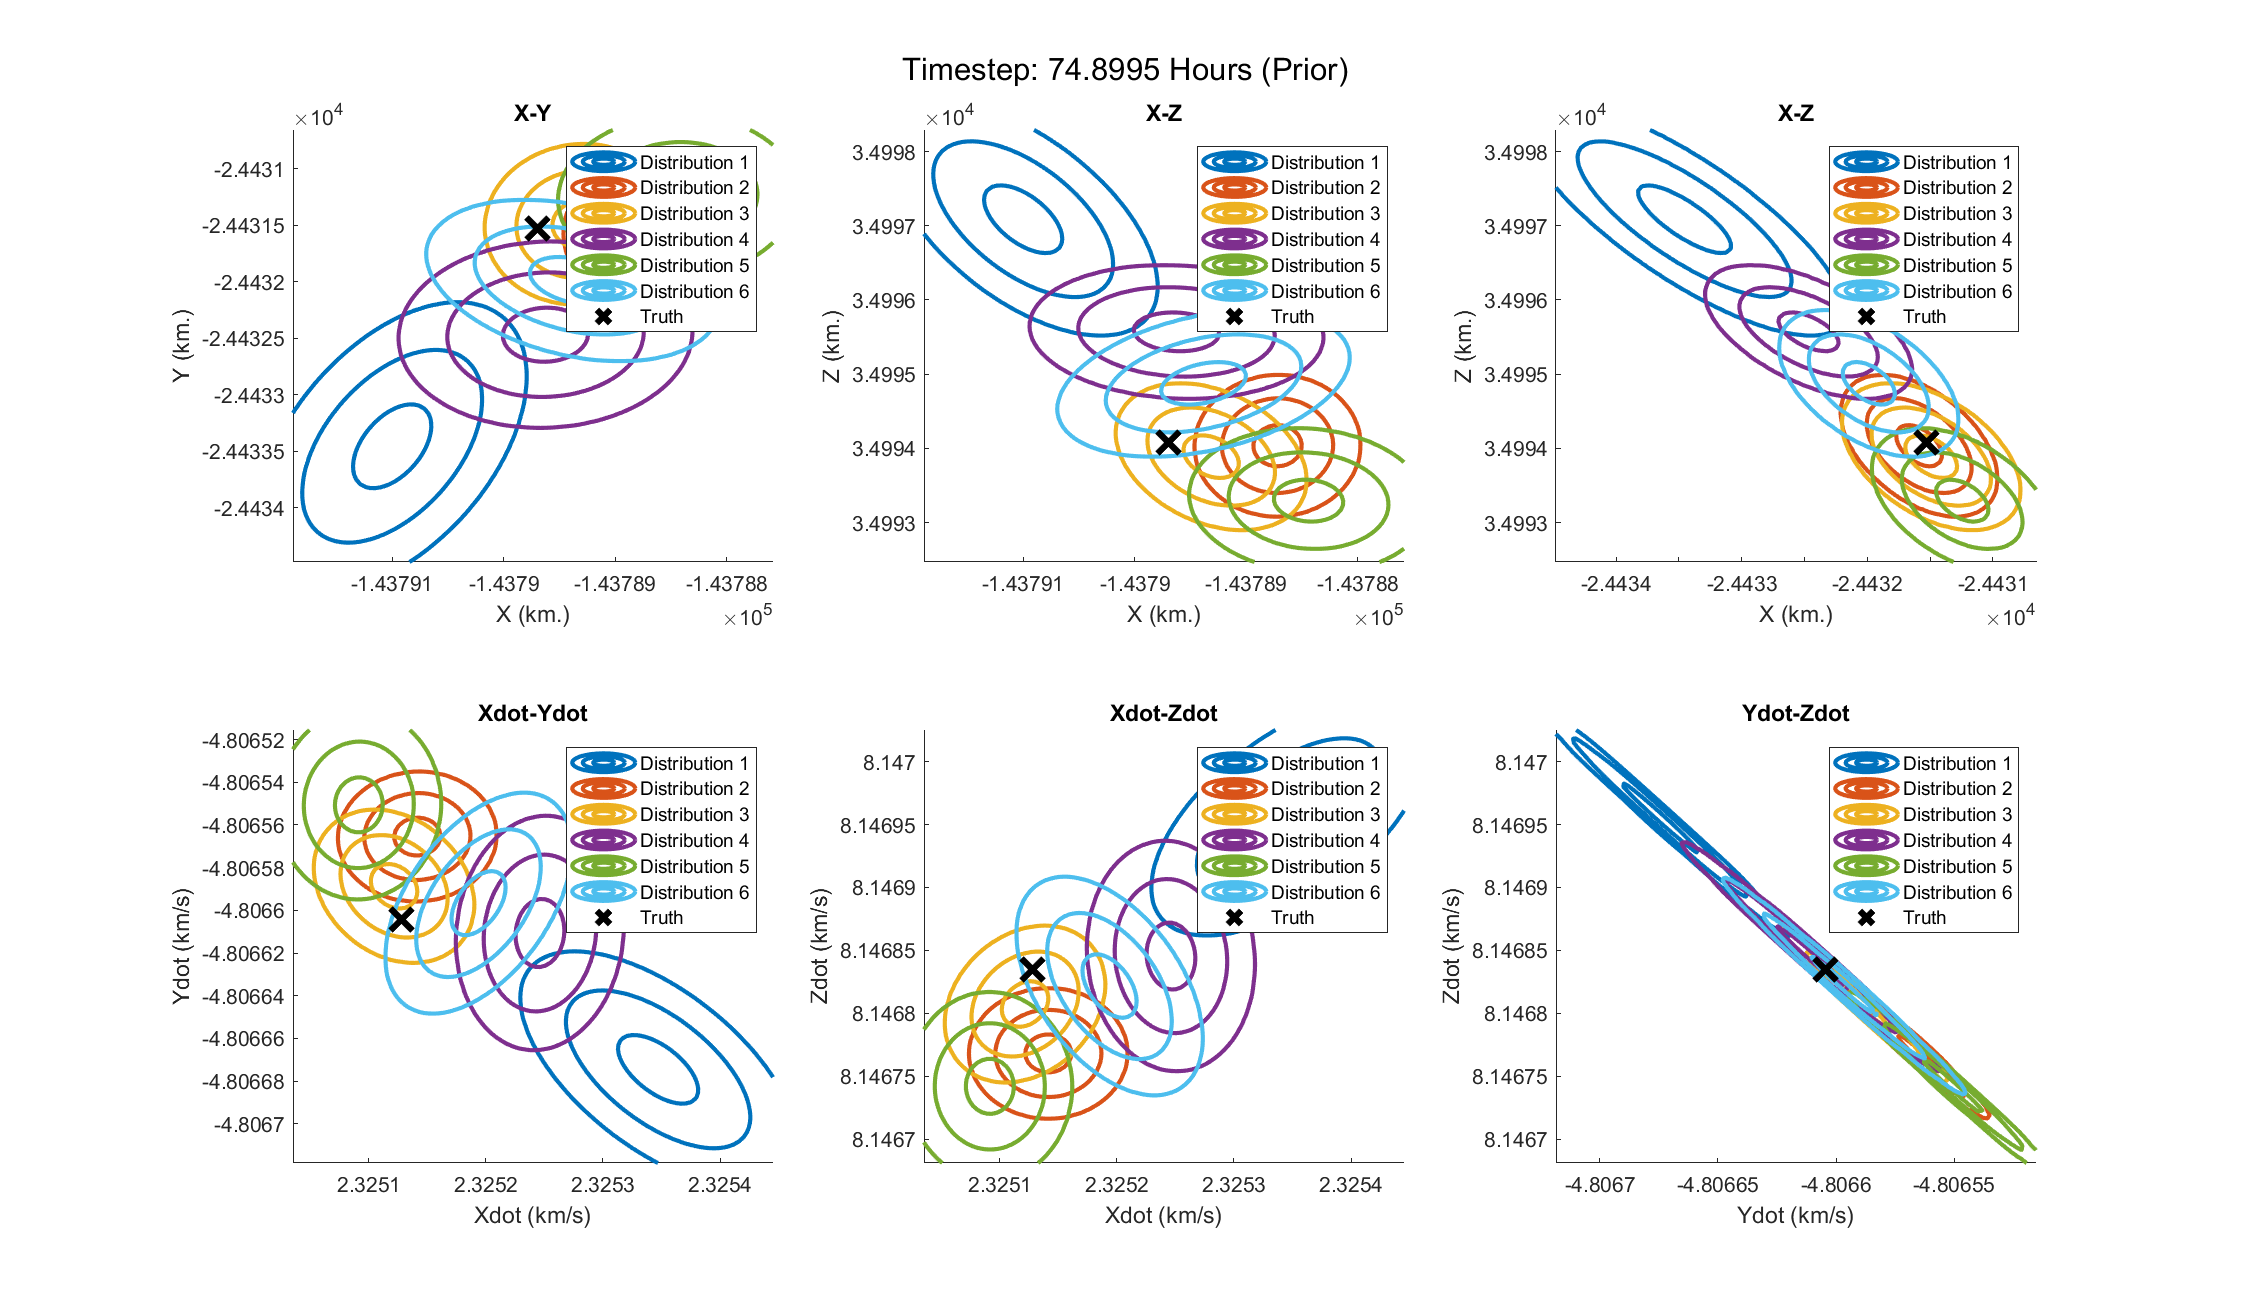 Timestep: 74.8995 Hours (Prior)
X-Y
×10⁴
-2.4431
-2.44315
-2.4432
-2.44325
-2.4433
-2.44335
-2.4434
Y (km.)
-1.43791
-1.4379
-1.43789
-1.43788
X (km.)
×10⁵
Distribution 1
Distribution 2
Distribution 3
Distribution 4
Distribution 5
Distribution 6
Truth
X-Z
×10⁴
3.4998
3.4997
3.4996
3.4995
3.4994
3.4993
Z (km.)
-1.43791
-1.4379
-1.43789
-1.43788
X (km.)
×10⁵
Distribution 1
Distribution 2
Distribution 3
Distribution 4
Distribution 5
Distribution 6
Truth
X-Z
×10⁴
3.4998
3.4997
3.4996
3.4995
3.4994
3.4993
Z (km.)
-2.4434
-2.4433
-2.4432
-2.4431
X (km.)
×10⁴
Distribution 1
Distribution 2
Distribution 3
Distribution 4
Distribution 5
Distribution 6
Truth
Xdot-Ydot
-4.80652
-4.80654
-4.80656
-4.80658
-4.8066
-4.80662
-4.80664
-4.80666
-4.80668
-4.8067
Ydot (km/s)
2.3251
2.3252
2.3253
2.3254
Xdot (km/s)
Distribution 1
Distribution 2
Distribution 3
Distribution 4
Distribution 5
Distribution 6
Truth
Xdot-Zdot
8.147
8.14695
8.1469
8.14685
8.1468
8.14675
8.1467
Zdot (km/s)
2.3251
2.3252
2.3253
2.3254
Xdot (km/s)
Distribution 1
Distribution 2
Distribution 3
Distribution 4
Distribution 5
Distribution 6
Truth
Ydot-Zdot
8.147
8.14695
8.1469
8.14685
8.1468
8.14675
8.1467
Zdot (km/s)
-4.8067
-4.80665
-4.8066
-4.80655
Ydot (km/s)
Distribution 1
Distribution 2
Distribution 3
Distribution 4
Distribution 5
Distribution 6
Truth